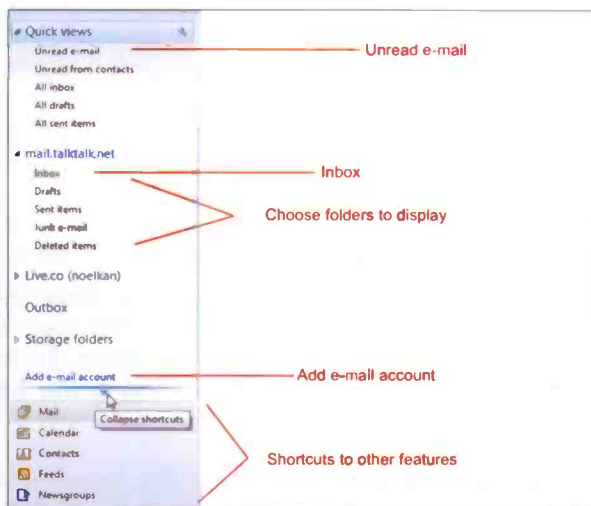 Quick views
Unread e-mail
Unread e-mail
Unread from contacts
All inbox
All drafts
All sent items
mail.talktalk.net
Inbox
Inbox
Drafts
Sent items
Choose folders to display
Junk e-mail
Deleted items
Live.co (noelkan)
Outbox
Storage folders
Add e-mail account
Add e-mail account
Mail
Collapse shortcuts
Calendar
Contacts
Shortcuts to other features
Feeds
Newsgroups